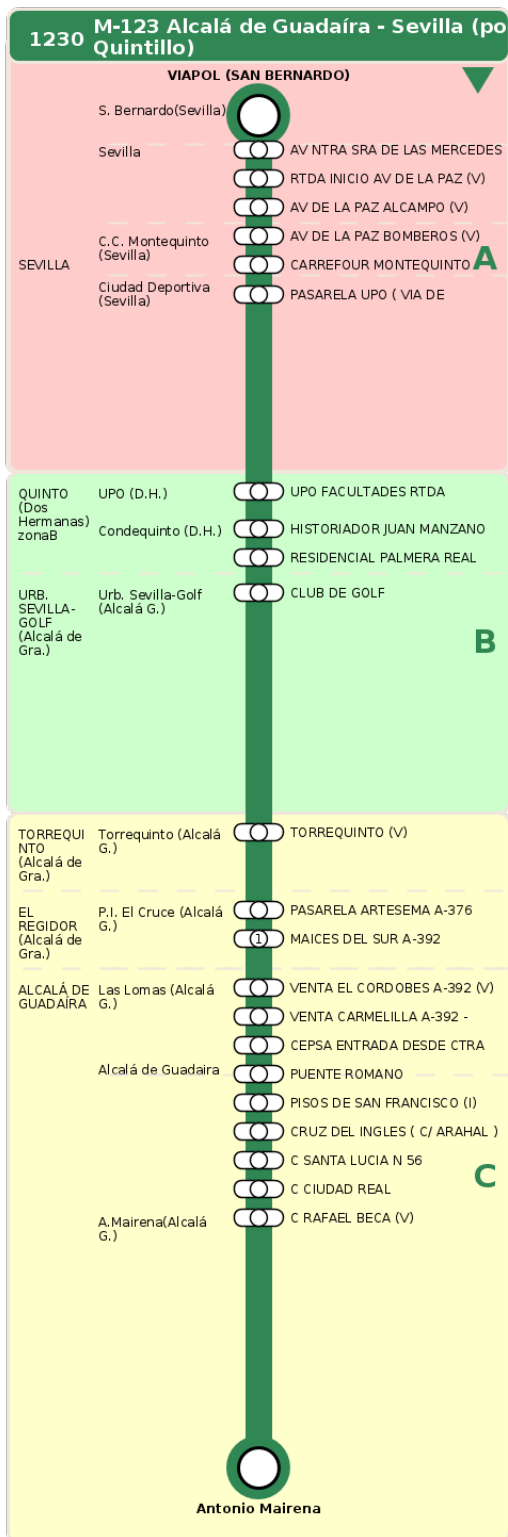 1230
M-123 Alcalá de Guadaíra - Sevilla (po
Quintillo)
VIAPOL (SAN BERNARDO)
S. Bernardo(Sevilla)
Sevilla
AV NTRA SRA DE LAS MERCEDES
RTDA INICIO AV DE LA PAZ (V)
AV DE LA PAZ ALCAMPO (V)
AV DE LA PAZ BOMBEROS (V)
C.C. Montequinto
(Sevilla)
SEVILLA
CARREFOUR MONTEQUINTO
A
Ciudad Deportiva
(Sevilla)
PASARELA UPO ( VIA DE
QUINTO
(Dos
Hermanas)
zonaB
UPO (D.H.)
UPO FACULTADES RTDA
Condequinto (D.H.)
HISTORIADOR JUAN MANZANO
RESIDENCIAL PALMERA REAL
URB.
SEVILLA-
GOLF
(Alcalá de
Gra.)
Urb. Sevilla-Golf
(Alcalá G.)
CLUB DE GOLF
B
TORREQUI
NTO
(Alcalá de
Gra.)
Torrequinto (Alcalá
G.)
TORREQUINTO (V)
EL
REGIDOR
(Alcalá de
Gra.)
P.I. El Cruce (Alcalá
G.)
PASARELA ARTESEMA A-376
1
MAICES DEL SUR A-392
ALCALÁ DE
GUADAÍRA
Las Lomas (Alcalá
G.)
VENTA EL CORDOBES A-392 (V)
VENTA CARMELILLA A-392 -
CEPSA ENTRADA DESDE CTRA
Alcalá de Guadaira
PUENTE ROMANO
PISOS DE SAN FRANCISCO (I)
CRUZ DEL INGLES ( C/ ARAHAL )
C SANTA LUCIA N 56
C
C CIUDAD REAL
C RAFAEL BECA (V)
A.Mairena(Alcalá
G.)
Antonio Mairena